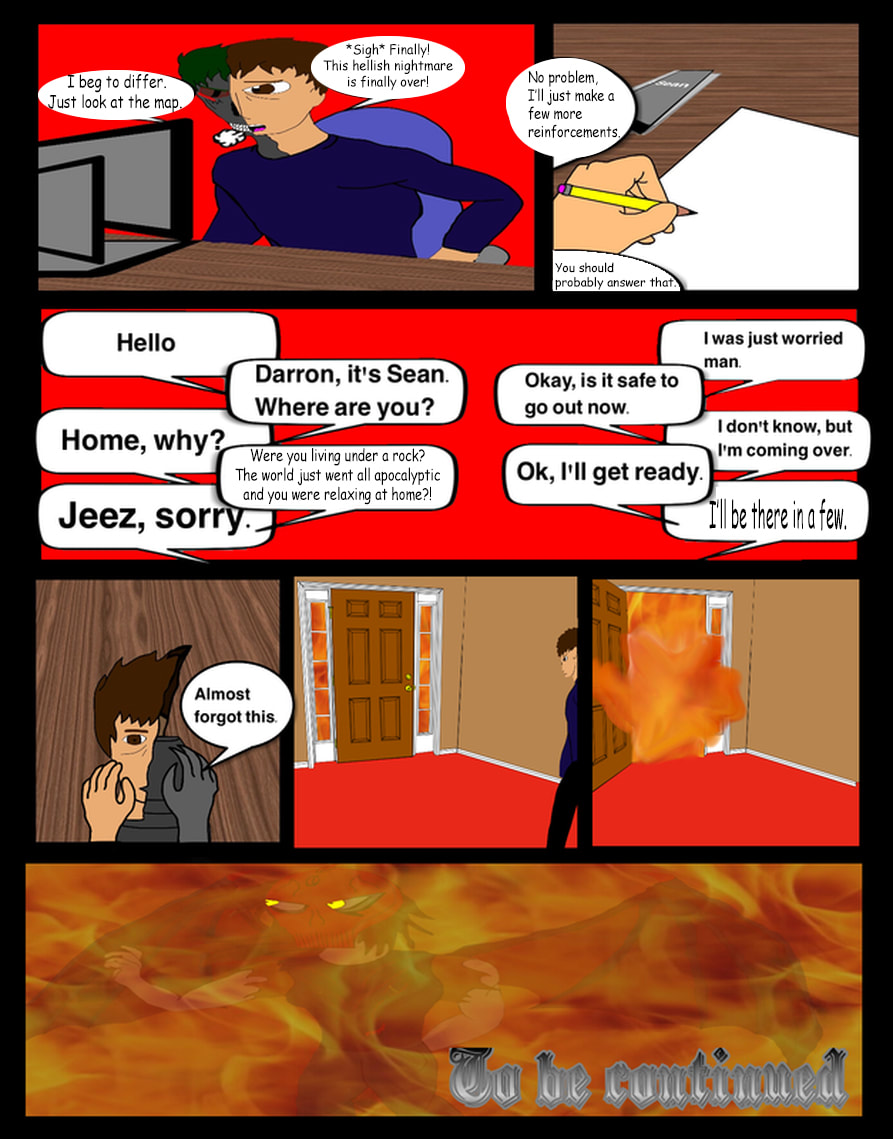 *Sigh* Finally!
This hellish nightmare
is finally over!
I beg to differ.
Just look at the map.
No problem,
I'll just make a
few more
reinforcements.
Sean
You should
probably answer that.
Hello
Darron, it's Sean.
Where are you?
Home, why?
Were you living under a rock?
The world just went all apocalyptic
and you were relaxing at home?!
Jeez, sorry.
I was just worried
man.
Okay, is it safe to
go out now.
I don't know, but
I'm coming over.
Ok, I'll get ready.
I'll be there in a few.
Almost
forgot this.
To be continued